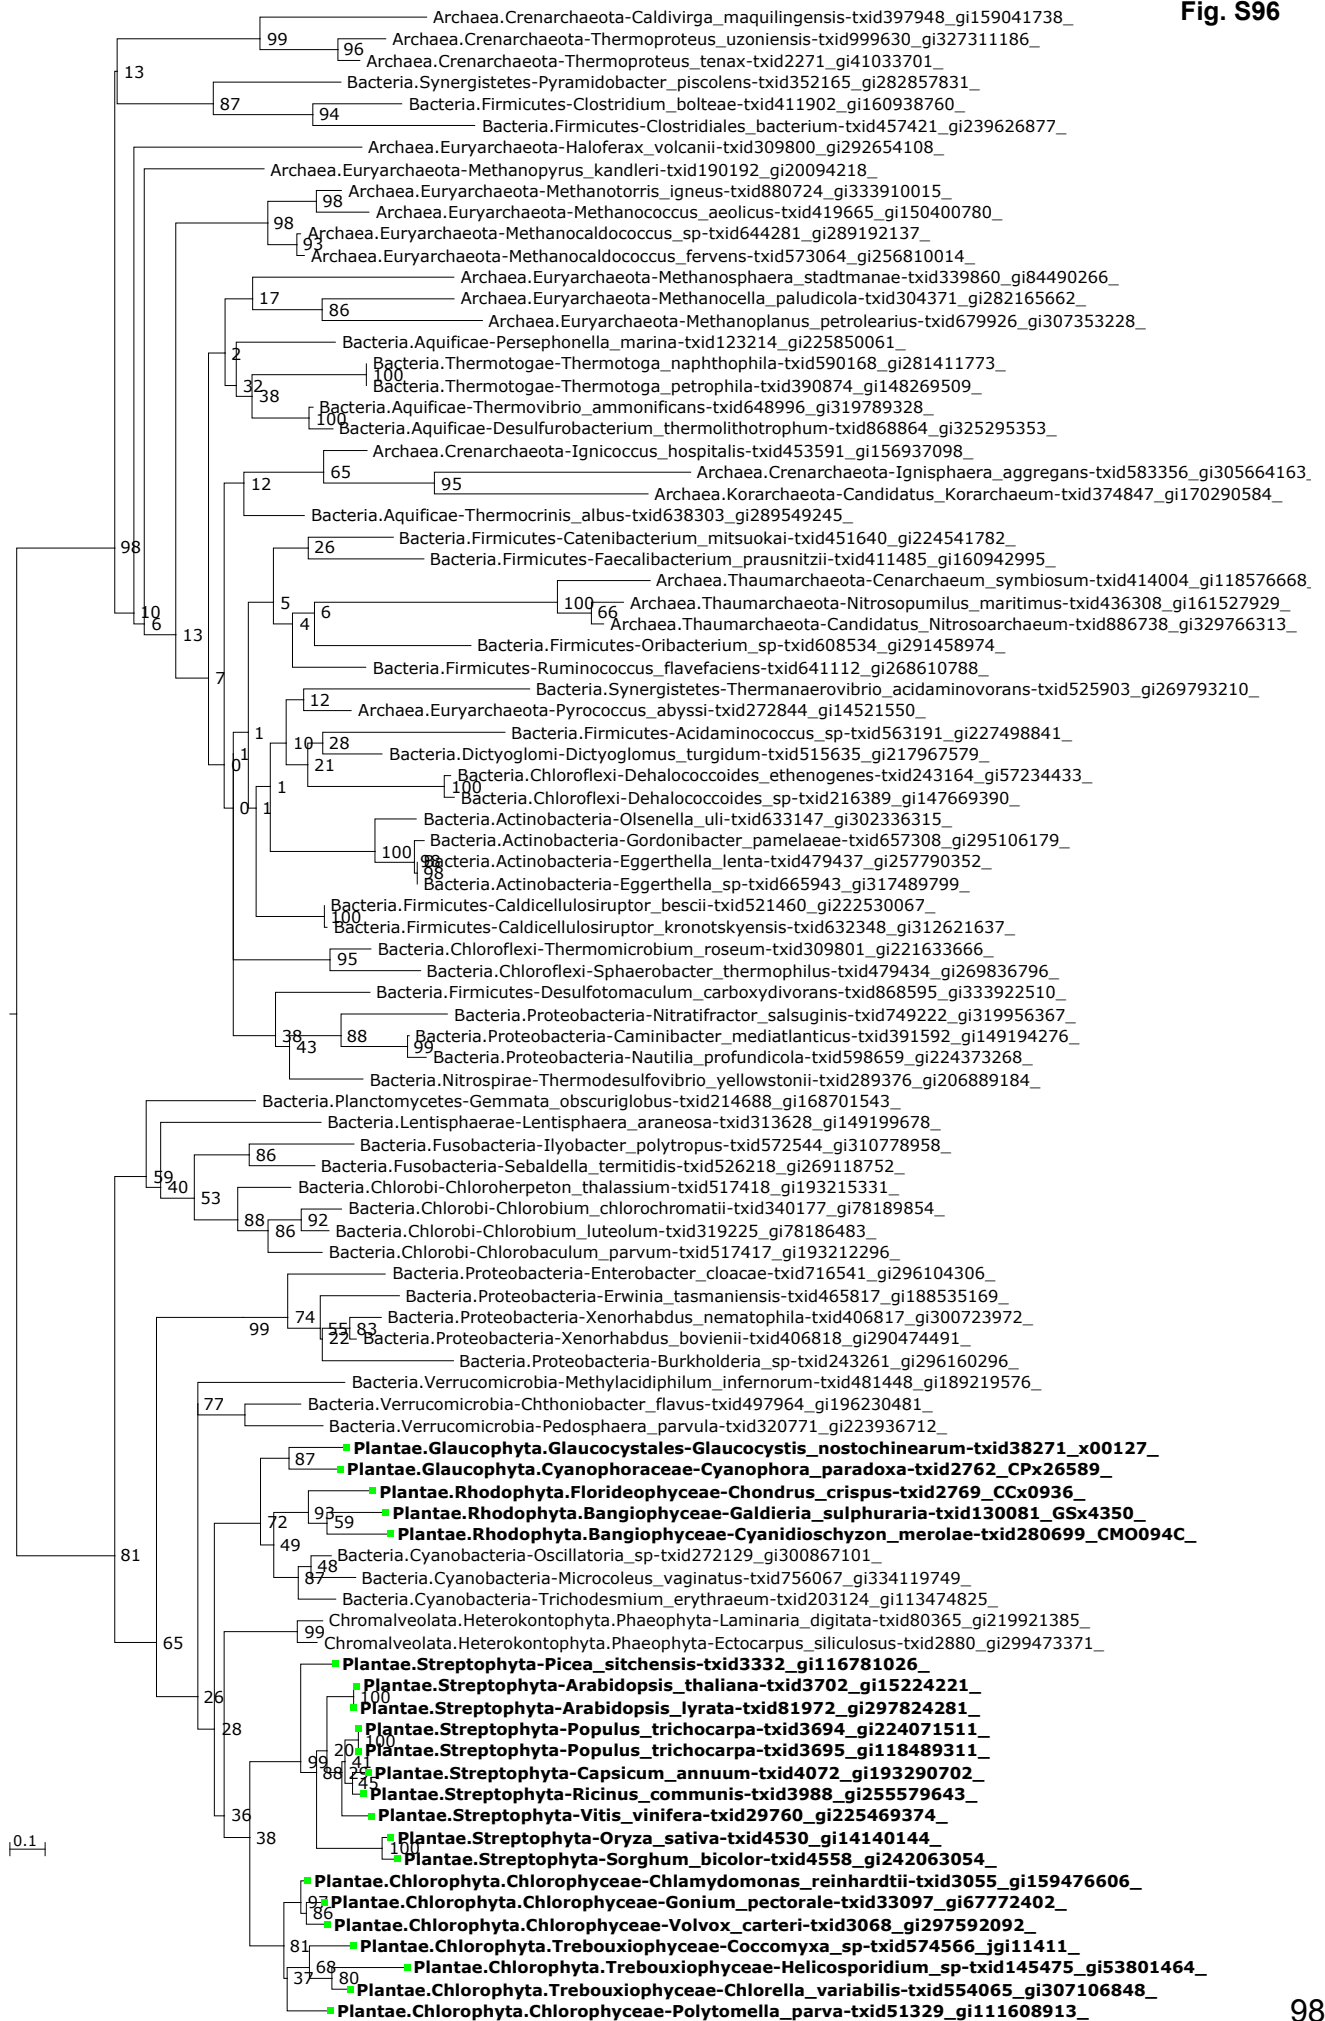 Fig. S96
Archaea.Crenarchaeota-Caldivirga_maquilingensis-txid397948_gi159041738_
99
Archaea.Crenarchaeota-Thermoproteus_uzoniensis-txid999630_gi327311186_
96
Archaea.Crenarchaeota-Thermoproteus_tenax-txid2271_gi41033701_
13
Bacteria.Synergistetes-Pyramidobacter_piscolens-txid352165_gi282857831_
87
Bacteria.Firmicutes-Clostridium_bolteae-txid411902_gi160938760_
94
Bacteria.Firmicutes-Clostridiales_bacterium-txid457421_gi239626877_
Archaea.Euryarchaeota-Haloferax_volcanii-txid309800_gi292654108_
Archaea.Euryarchaeota-Methanopyrus_kandleri-txid190192_gi20094218_
Archaea.Euryarchaeota-Methanotorris_igneus-txid880724_gi333910015_
98
Archaea.Euryarchaeota-Methanococcus_aeolicus-txid419665_gi150400780_
98
Archaea.Euryarchaeota-Methanocaldococcus_sp-txid644281_gi289192137_
93
Archaea.Euryarchaeota-Methanocaldococcus_fervens-txid573064_gi256810014_
Archaea.Euryarchaeota-Methanosphaera_stadtmanae-txid339860_gi84490266_
17
Archaea.Euryarchaeota-Methanocella_paludicola-txid304371_gi282165662_
86
Archaea.Euryarchaeota-Methanoplanus_petrolearius-txid679926_gi307353228_
Bacteria.Aquificae-Persephonella_marina-txid123214_gi225850061_
2
Bacteria.Thermotogae-Thermotoga_naphthophila-txid590168_gi281411773_
100
32
Bacteria.Thermotogae-Thermotoga_petrophila-txid390874_gi148269509_
38
Bacteria.Aquificae-Thermovibrio_ammonificans-txid648996_gi319789328_
100
Bacteria.Aquificae-Desulfurobacterium_thermolithotrophum-txid868864_gi325295353_
Archaea.Crenarchaeota-Ignicoccus_hospitalis-txid453591_gi156937098_
65
Archaea.Crenarchaeota-Ignisphaera_aggregans-txid583356_gi305664163_
12
95
Archaea.Korarchaeota-Candidatus_Korarchaeum-txid374847_gi170290584_
Bacteria.Aquificae-Thermocrinis_albus-txid638303_gi289549245_
Bacteria.Firmicutes-Catenibacterium_mitsuokai-txid451640_gi224541782_
98
26
Bacteria.Firmicutes-Faecalibacterium_prausnitzii-txid411485_gi160942995_
Archaea.Thaumarchaeota-Cenarchaeum_symbiosum-txid414004_gi118576668_
5
100
Archaea.Thaumarchaeota-Nitrosopumilus_maritimus-txid436308_gi161527929_
10
6
66
6
4
Archaea.Thaumarchaeota-Candidatus_Nitrosoarchaeum-txid886738_gi329766313_
13
Bacteria.Firmicutes-Oribacterium_sp-txid608534_gi291458974_
Bacteria.Firmicutes-Ruminococcus_flavefaciens-txid641112_gi268610788_
7
Bacteria.Synergistetes-Thermanaerovibrio_acidaminovorans-txid525903_gi269793210_
12
Archaea.Euryarchaeota-Pyrococcus_abyssi-txid272844_gi14521550_
1
Bacteria.Firmicutes-Acidaminococcus_sp-txid563191_gi227498841_
10
28
1
Bacteria.Dictyoglomi-Dictyoglomus_turgidum-txid515635_gi217967579_
0
21
Bacteria.Chloroflexi-Dehalococcoides_ethenogenes-txid243164_gi57234433_
1
100
Bacteria.Chloroflexi-Dehalococcoides_sp-txid216389_gi147669390_
0
1
Bacteria.Actinobacteria-Olsenella_uli-txid633147_gi302336315_
Bacteria.Actinobacteria-Gordonibacter_pamelaeae-txid657308_gi295106179_
100
98
Bacteria.Actinobacteria-Eggerthella_lenta-txid479437_gi257790352_
98
Bacteria.Actinobacteria-Eggerthella_sp-txid665943_gi317489799_
Bacteria.Firmicutes-Caldicellulosiruptor_bescii-txid521460_gi222530067_
100
Bacteria.Firmicutes-Caldicellulosiruptor_kronotskyensis-txid632348_gi312621637_
Bacteria.Chloroflexi-Thermomicrobium_roseum-txid309801_gi221633666_
95
Bacteria.Chloroflexi-Sphaerobacter_thermophilus-txid479434_gi269836796_
Bacteria.Firmicutes-Desulfotomaculum_carboxydivorans-txid868595_gi333922510_
Bacteria.Proteobacteria-Nitratifractor_salsuginis-txid749222_gi319956367_
38
88
Bacteria.Proteobacteria-Caminibacter_mediatlanticus-txid391592_gi149194276_
43
99
Bacteria.Proteobacteria-Nautilia_profundicola-txid598659_gi224373268_
Bacteria.Nitrospirae-Thermodesulfovibrio_yellowstonii-txid289376_gi206889184_
Bacteria.Planctomycetes-Gemmata_obscuriglobus-txid214688_gi168701543_
Bacteria.Lentisphaerae-Lentisphaera_araneosa-txid313628_gi149199678_
Bacteria.Fusobacteria-Ilyobacter_polytropus-txid572544_gi310778958_
86
Bacteria.Fusobacteria-Sebaldella_termitidis-txid526218_gi269118752_
59
40
Bacteria.Chlorobi-Chloroherpeton_thalassium-txid517418_gi193215331_
53
Bacteria.Chlorobi-Chlorobium_chlorochromatii-txid340177_gi78189854_
88
92
86
Bacteria.Chlorobi-Chlorobium_luteolum-txid319225_gi78186483_
Bacteria.Chlorobi-Chlorobaculum_parvum-txid517417_gi193212296_
Bacteria.Proteobacteria-Enterobacter_cloacae-txid716541_gi296104306_
Bacteria.Proteobacteria-Erwinia_tasmaniensis-txid465817_gi188535169_
74
Bacteria.Proteobacteria-Xenorhabdus_nematophila-txid406817_gi300723972_
99
55
83
22
Bacteria.Proteobacteria-Xenorhabdus_bovienii-txid406818_gi290474491_
Bacteria.Proteobacteria-Burkholderia_sp-txid243261_gi296160296_
Bacteria.Verrucomicrobia-Methylacidiphilum_infernorum-txid481448_gi189219576_
77
Bacteria.Verrucomicrobia-Chthoniobacter_flavus-txid497964_gi196230481_
Bacteria.Verrucomicrobia-Pedosphaera_parvula-txid320771_gi223936712_
Plantae.Glaucophyta.Glaucocystales-Glaucocystis_nostochinearum-txid38271_x00127_
87
Plantae.Glaucophyta.Cyanophoraceae-Cyanophora_paradoxa-txid2762_CPx26589_
Plantae.Rhodophyta.Florideophyceae-Chondrus_crispus-txid2769_CCx0936_
93
Plantae.Rhodophyta.Bangiophyceae-Galdieria_sulphuraria-txid130081_GSx4350_
72
59
Plantae.Rhodophyta.Bangiophyceae-Cyanidioschyzon_merolae-txid280699_CMO094C_
49
81
Bacteria.Cyanobacteria-Oscillatoria_sp-txid272129_gi300867101_
48
87
Bacteria.Cyanobacteria-Microcoleus_vaginatus-txid756067_gi334119749_
Bacteria.Cyanobacteria-Trichodesmium_erythraeum-txid203124_gi113474825_
Chromalveolata.Heterokontophyta.Phaeophyta-Laminaria_digitata-txid80365_gi219921385_
99
65
Chromalveolata.Heterokontophyta.Phaeophyta-Ectocarpus_siliculosus-txid2880_gi299473371_
Plantae.Streptophyta-Picea_sitchensis-txid3332_gi116781026_
Plantae.Streptophyta-Arabidopsis_thaliana-txid3702_gi15224221_
26
100
Plantae.Streptophyta-Arabidopsis_lyrata-txid81972_gi297824281_
28
Plantae.Streptophyta-Populus_trichocarpa-txid3694_gi224071511_
100
20
Plantae.Streptophyta-Populus_trichocarpa-txid3695_gi118489311_
99
41
88
29
Plantae.Streptophyta-Capsicum_annuum-txid4072_gi193290702_
45
Plantae.Streptophyta-Ricinus_communis-txid3988_gi255579643_
36
Plantae.Streptophyta-Vitis_vinifera-txid29760_gi225469374_
38
Plantae.Streptophyta-Oryza_sativa-txid4530_gi14140144_
0.1
100
Plantae.Streptophyta-Sorghum_bicolor-txid4558_gi242063054_
Plantae.Chlorophyta.Chlorophyceae-Chlamydomonas_reinhardtii-txid3055_gi159476606_
97
Plantae.Chlorophyta.Chlorophyceae-Gonium_pectorale-txid33097_gi67772402_
86
Plantae.Chlorophyta.Chlorophyceae-Volvox_carteri-txid3068_gi297592092_
81
Plantae.Chlorophyta.Trebouxiophyceae-Coccomyxa_sp-txid574566_jgi11411_
68
Plantae.Chlorophyta.Trebouxiophyceae-Helicosporidium_sp-txid145475_gi53801464_
37
80
Plantae.Chlorophyta.Trebouxiophyceae-Chlorella_variabilis-txid554065_gi307106848_
Plantae.Chlorophyta.Chlorophyceae-Polytomella_parva-txid51329_gi111608913_
98